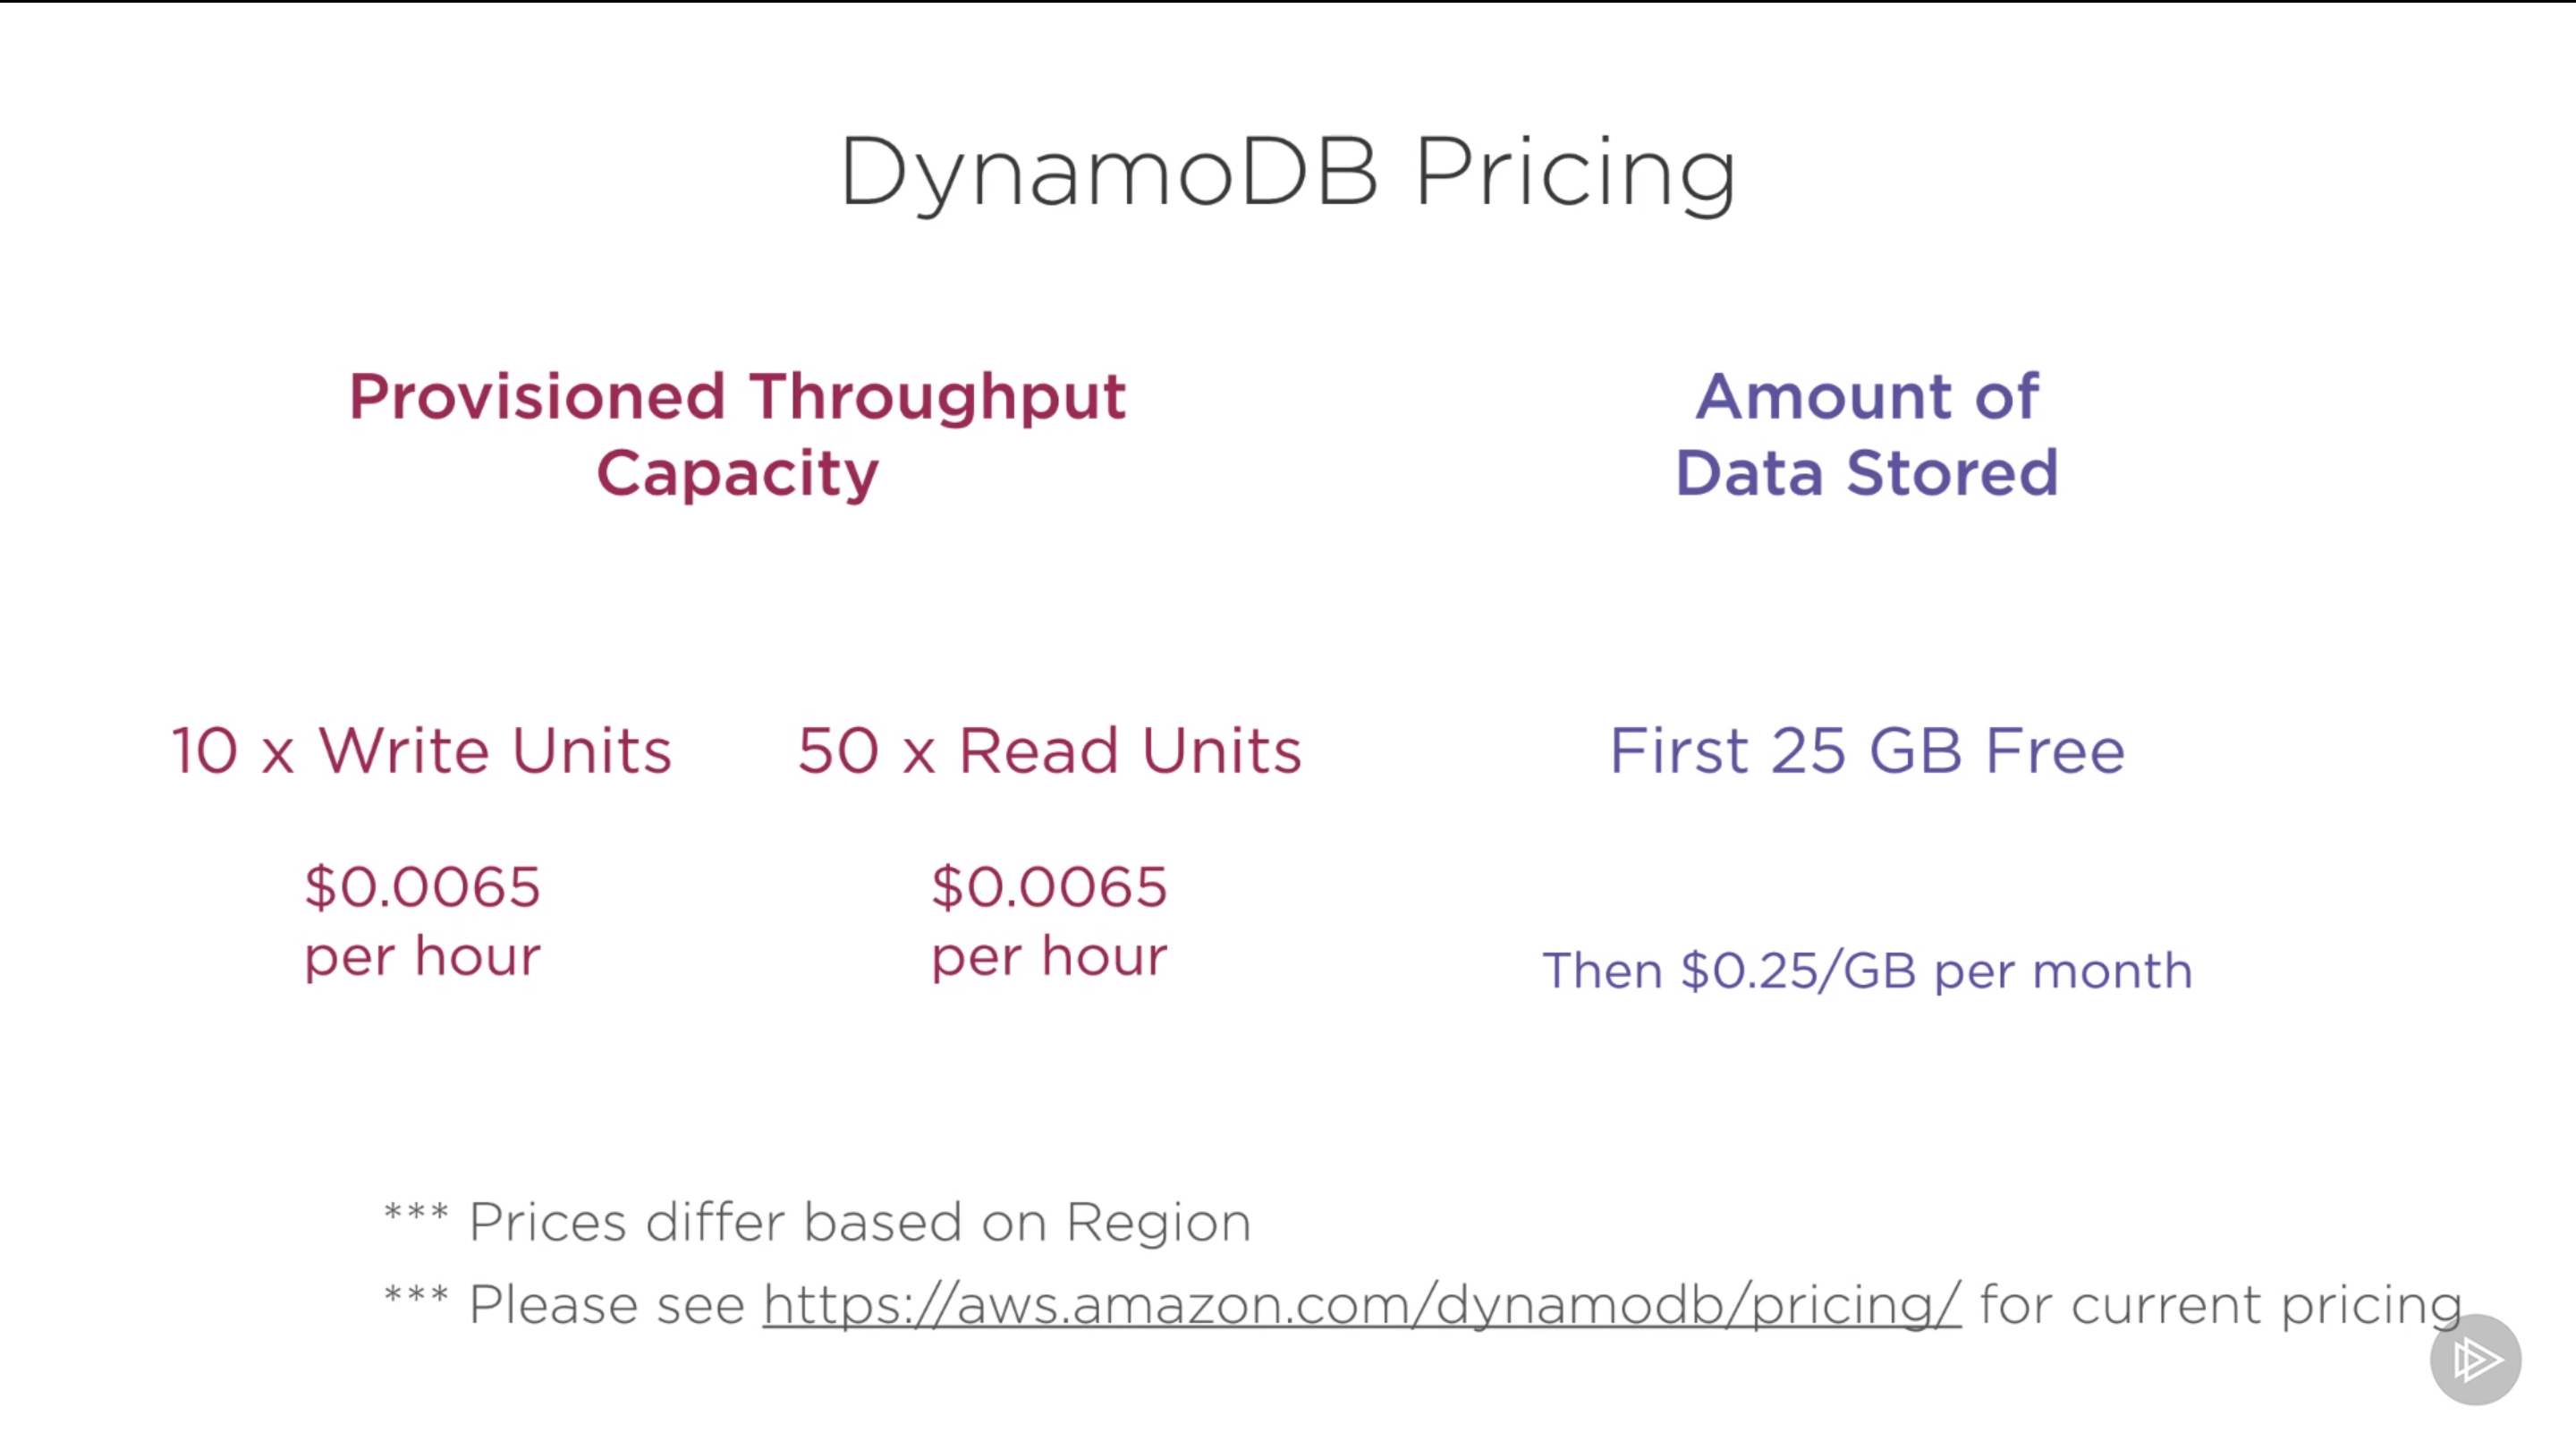 DynamoDB Pricing
Provisioned Throughput
Capacity
10 x Write Units
$0.0065
per hour
50 x Read Units
$0.0065
per hour
Amount of
Data Stored
First 25 GB Free
Then $0.25/GB per month
*** Prices differ based on Region
*** Please see https://aws.amazon.com/dynamodb/pricing/ for current pricing